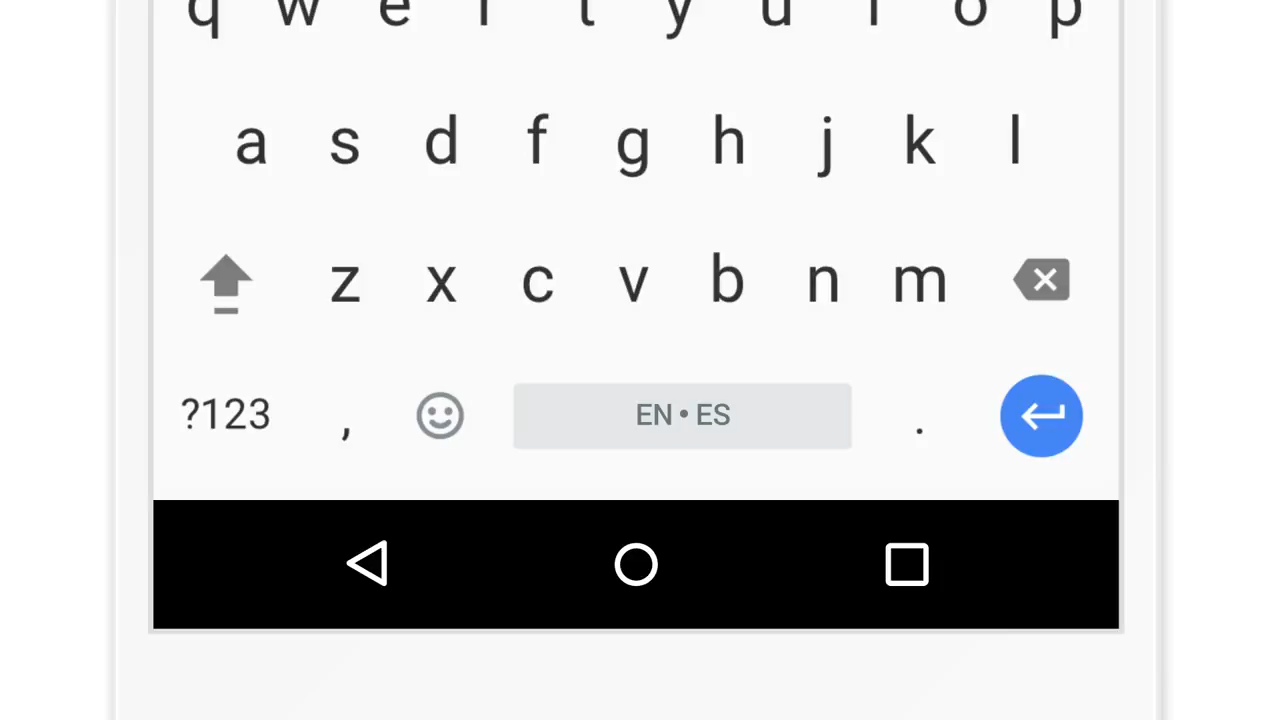 q w e r t y u i o p
a s d f g h j k l
z x c v b n m
?123 , EN • ES .